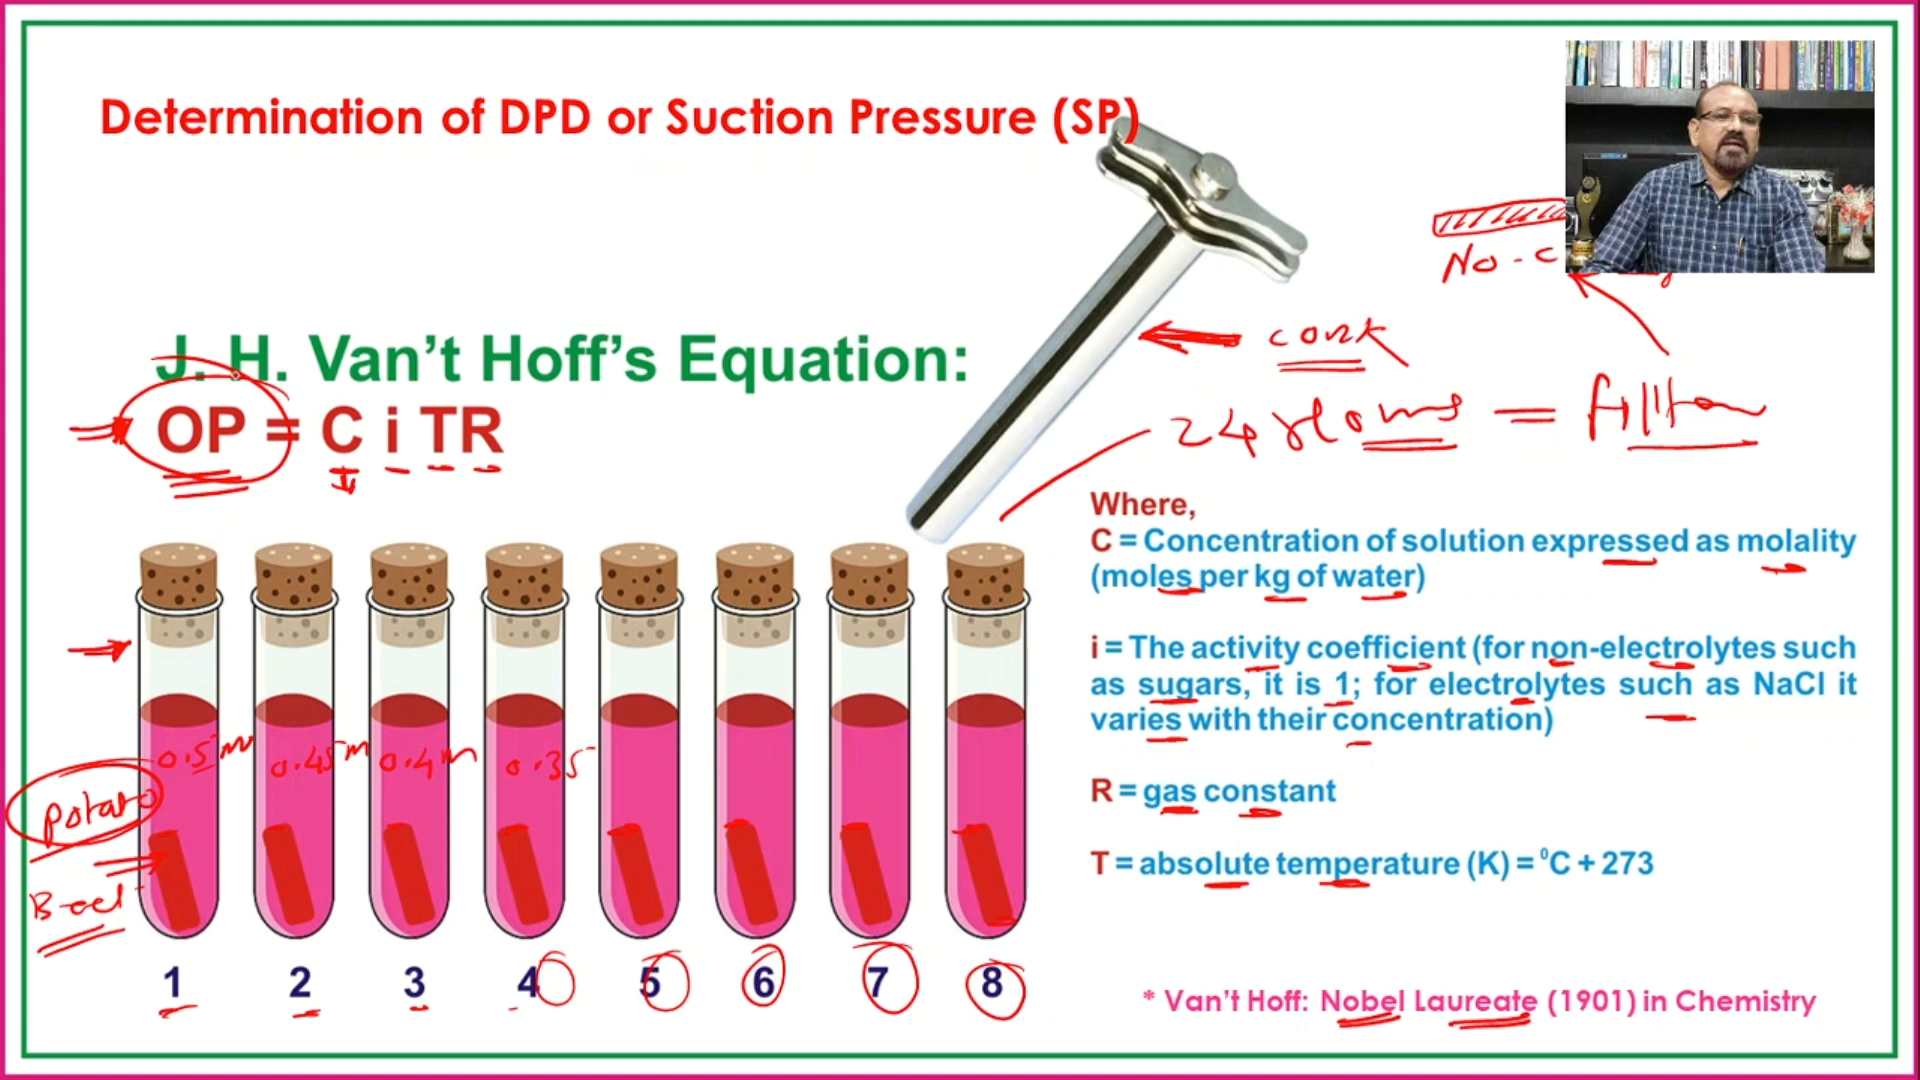 Determination of DPD or Suction Pressure (SP)
No - c
J. H. Van't Hoff's Equation:
cork
OP = C i TR
24 Hours =
Where,
C = Concentration of solution expressed as molality
(moles per kg of water)
i = The activity coefficient (for non-electrolytes such
as sugars, it is 1; for electrolytes such as NaCl it
varies with their concentration)
0.5m 0.45m 0.4m 0.35
R = gas constant
potato
T = absolute temperature (K) = ⁰C + 273
Beet
1 2 3 4 5 6 7 8
* Van't Hoff: Nobel Laureate (1901) in Chemistry